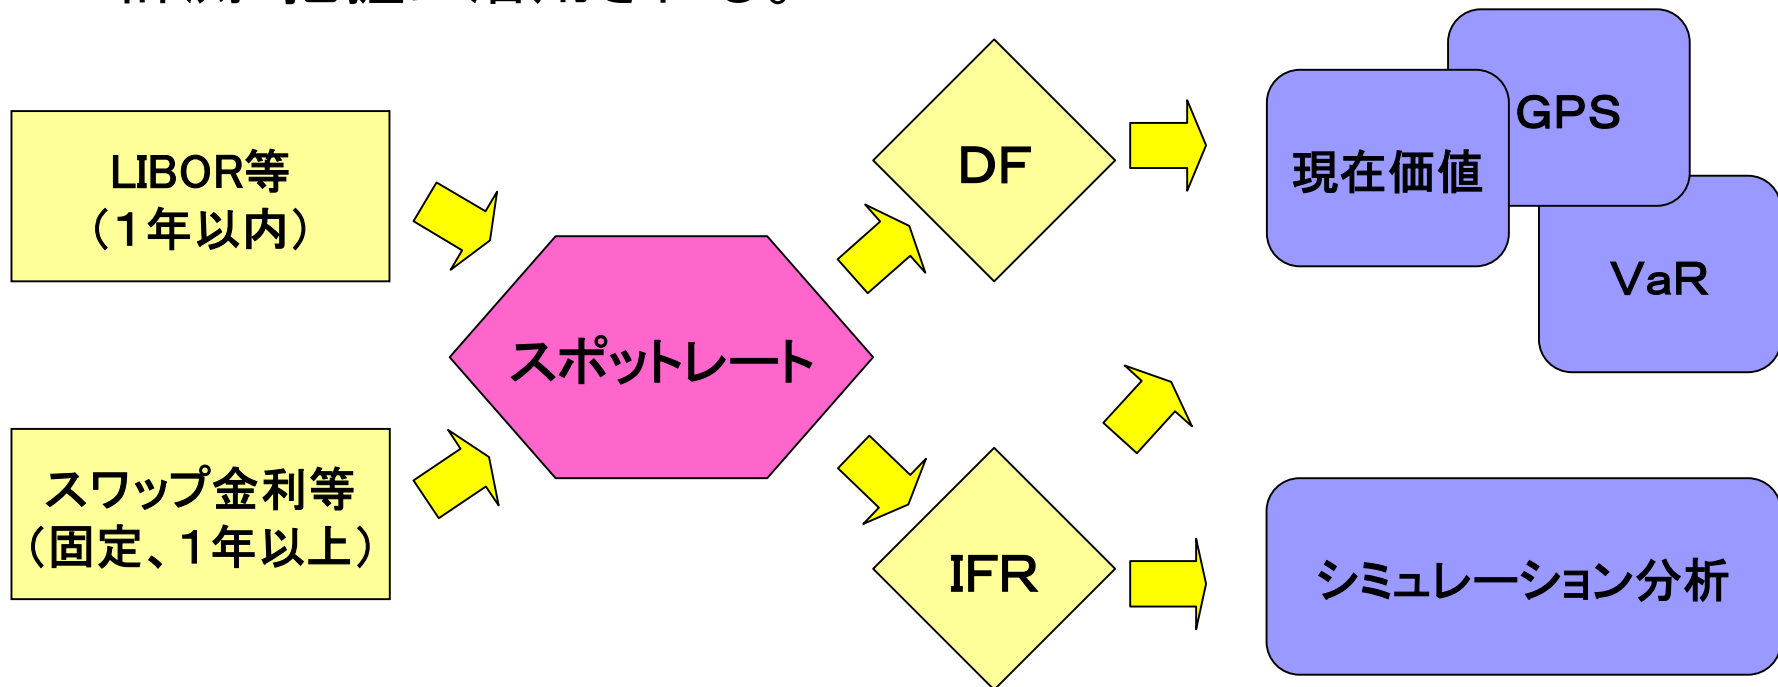 LIBOR等
（１年以内）
スワップ金利等
（固定、１年以上）
スポットレート
DF
IFR
現在価値
GPS
VaR
シミュレーション分析